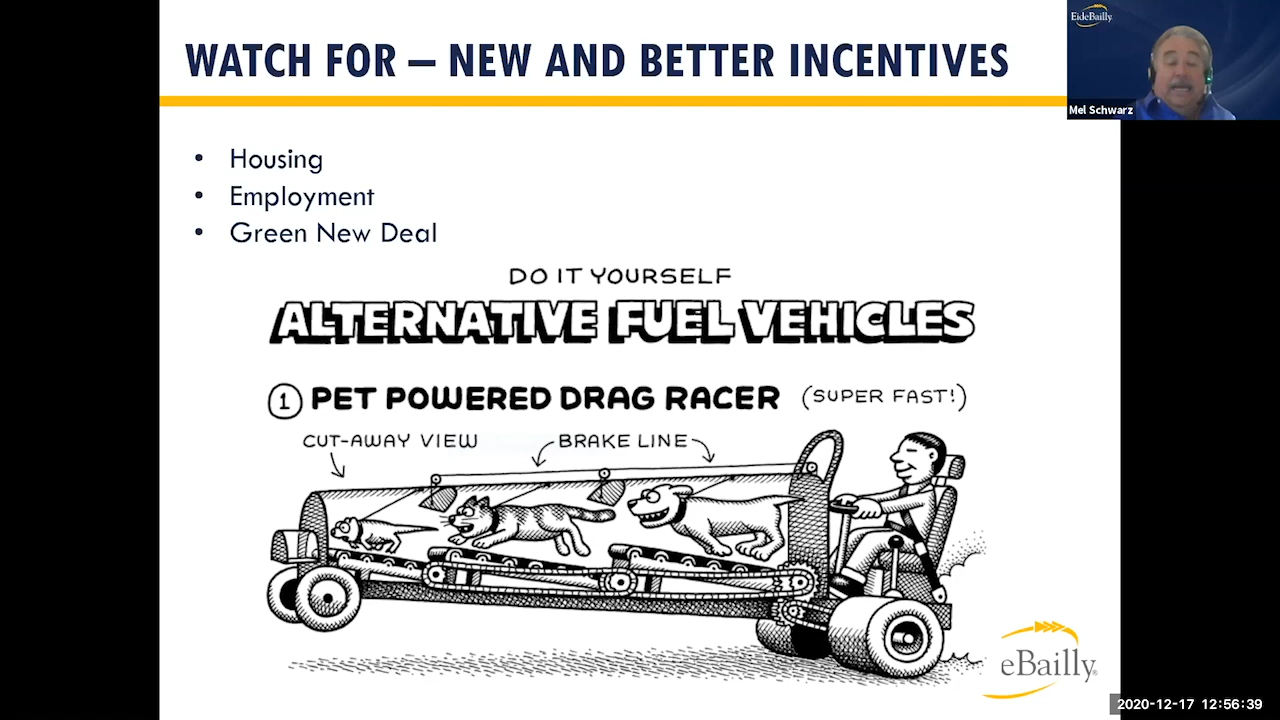 WATCH FOR – NEW AND BETTER INCENTIVES
EideBailly
Mel Schwarz
• Housing
• Employment
• Green New Deal
DO IT YOURSELF
ALTERNATIVE FUEL VEHICLES
1 PET POWERED DRAG RACER (SUPER FAST!)
CUT-AWAY VIEW
BRAKE LINE
eBailly®
2020-12-17 12:56:39